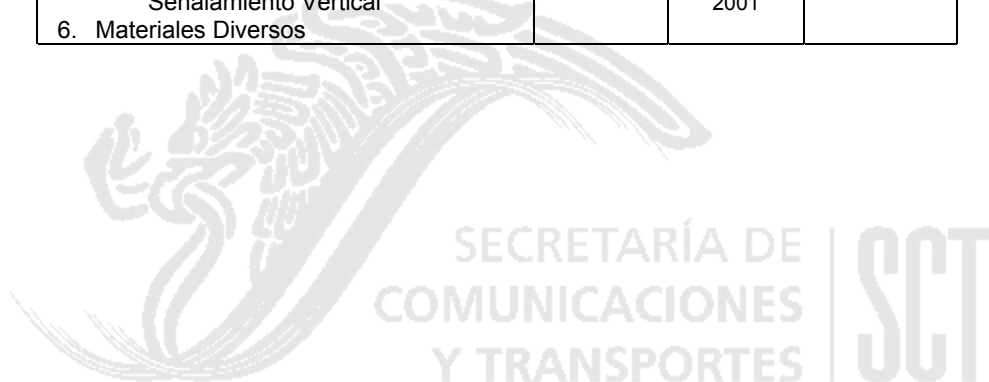 Señalamiento Vertical 2001
6. Materiales Diversos
SECRETARÍA DE
COMUNICACIONES
Y TRANSPORTES
SCT